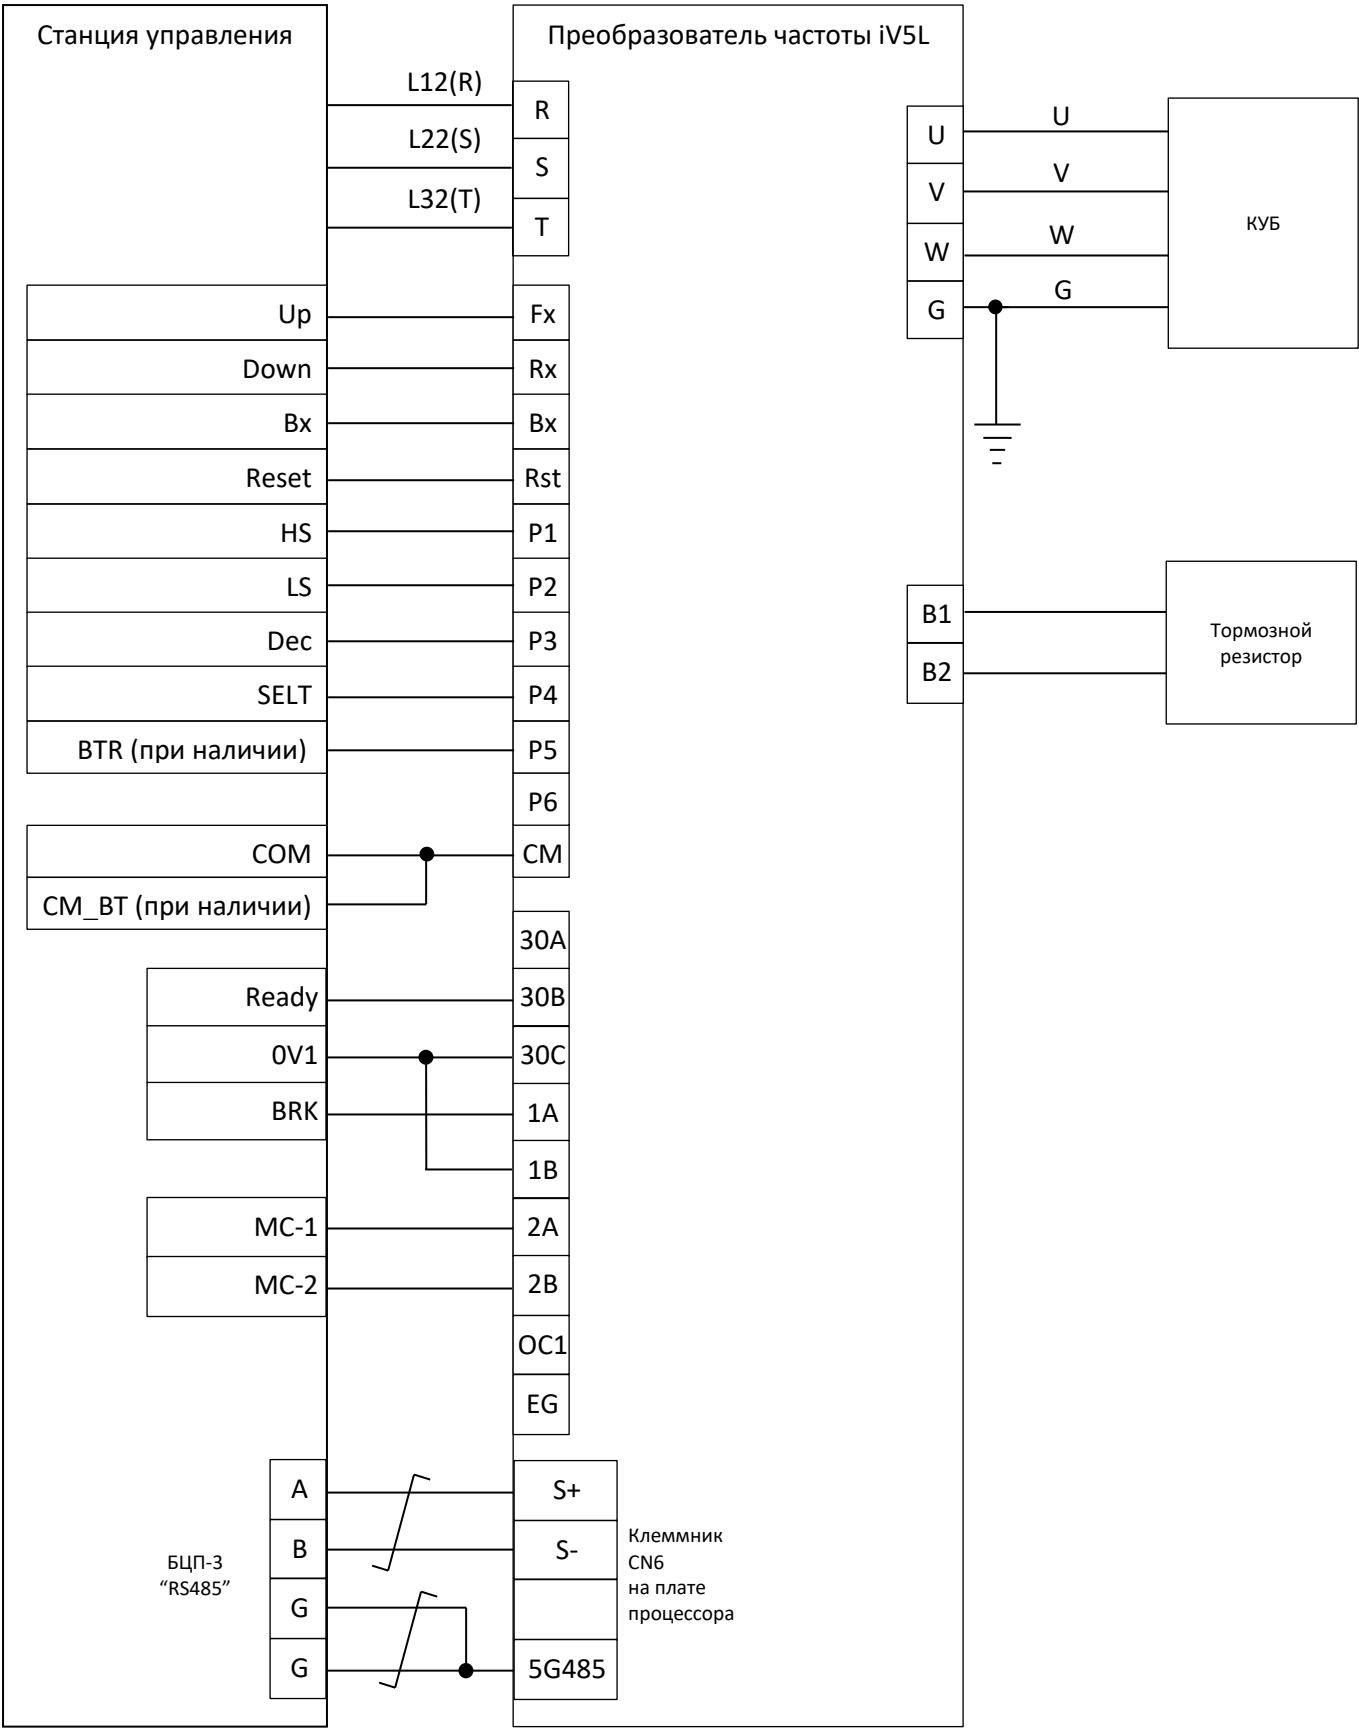 Станция управления
Преобразователь частоты iV5L
L12(R)
R
L22(S)
S
L32(T)
T
U
U
V
V
W
W
G
G
КУБ
Up
Fx
Down
Rx
Bx
Bx
Reset
Rst
HS
P1
LS
P2
Dec
P3
SELT
P4
BTR (при наличии)
P5
P6
COM
CM
CM_BT (при наличии)
B1
B2
Тормозной
резистор
30A
Ready
30B
0V1
30C
BRK
1A
1B
MC-1
2A
MC-2
2B
OC1
EG
A
S+
B
S-
G
G
5G485
БЦП-3
“RS485”
Клеммник
CN6
на плате
процессора